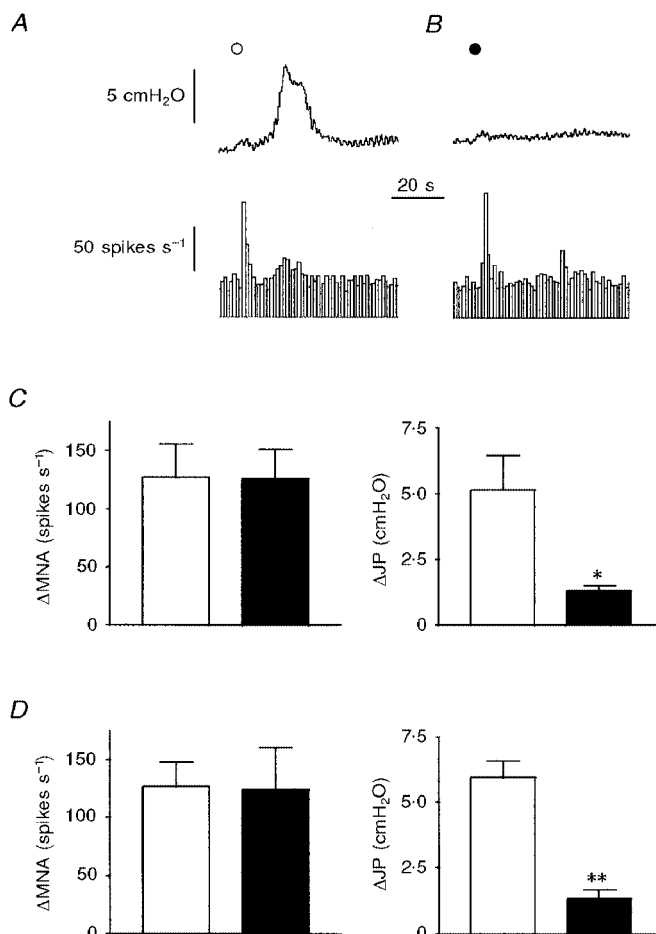 A
B
5 cmH₂O
20 s
50 spikes s⁻¹
C
ΔMNA (spikes s⁻¹)
150
100
50
0
ΔJP (cmH₂O)
7·5
5·0
2·5
0
*
D
ΔMNA (spikes s⁻¹)
150
100
50
0
ΔJP (cmH₂O)
7·5
5·0
2·5
0
**